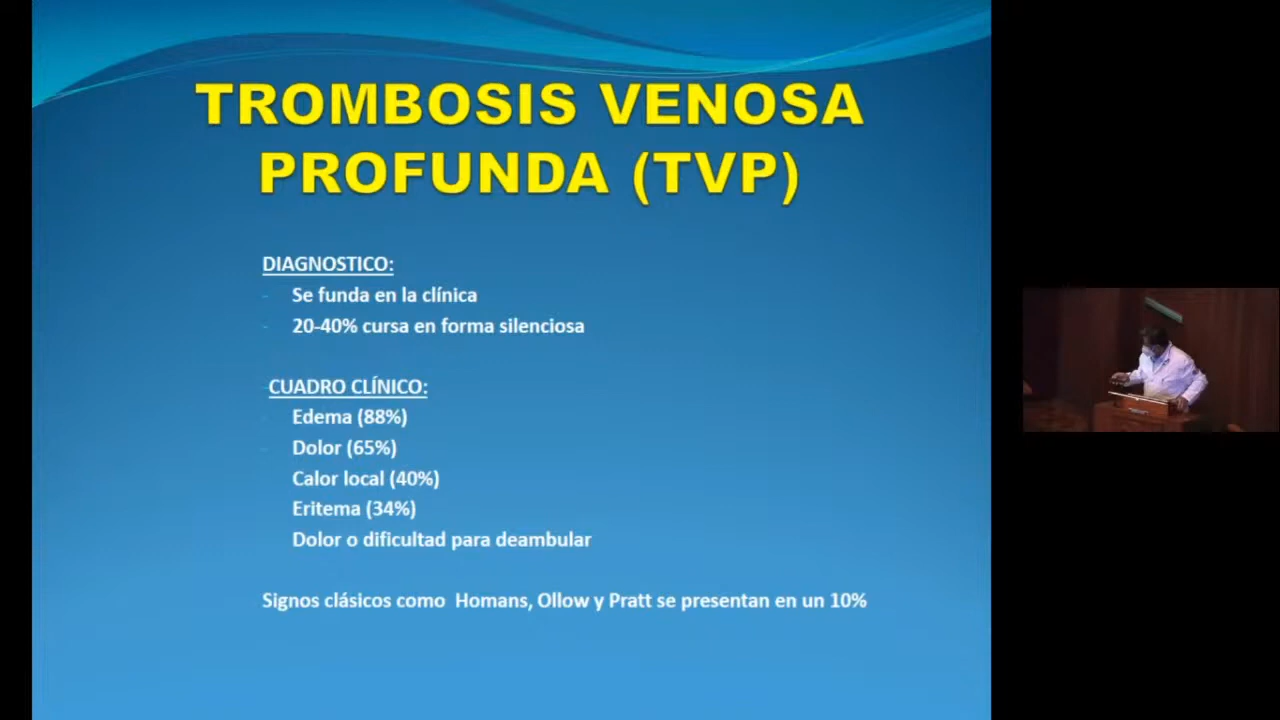 TROMBOSIS VENOSA
PROFUNDA (TVP)
DIAGNOSTICO:
- Se funda en la clínica
- 20-40% cursa en forma silenciosa
-CUADRO CLÍNICO:
- Edema (88%)
- Dolor (65%)
Calor local (40%)
Eritema (34%)
Dolor o dificultad para deambular
Signos clásicos como Homans, Ollow y Pratt se presentan en un 10%